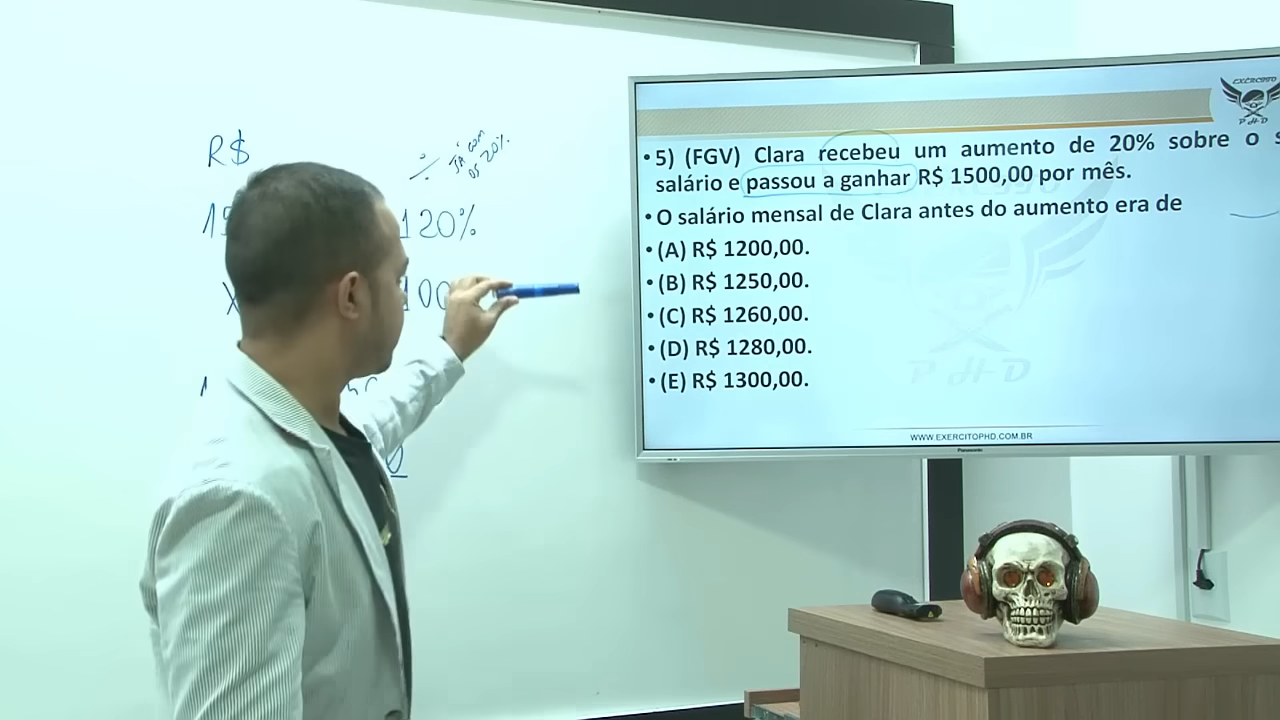 R$
÷ JÁ COM
OS 20%.
120%
100
• 5) (FGV) Clara recebeu um aumento de 20% sobre o s
salário e passou a ganhar R$ 1500,00 por mês.
• O salário mensal de Clara antes do aumento era de
• (A) R$ 1200,00.
• (B) R$ 1250,00.
• (C) R$ 1260,00.
• (D) R$ 1280,00.
• (E) R$ 1300,00.
EXÉRCITO
PHD
PHD
WWW.EXERCITOPHD.COM.BR
Panasonic